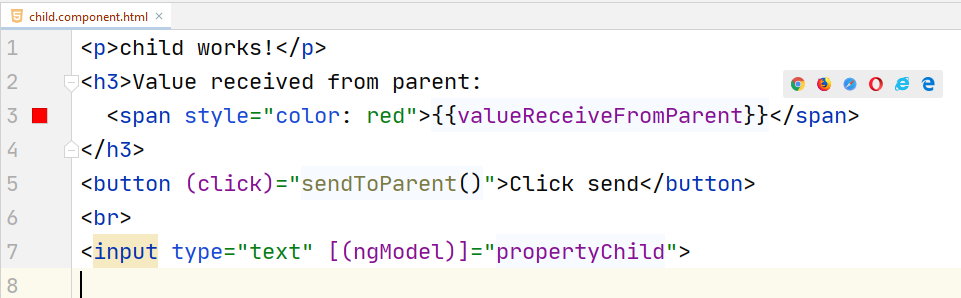 child.component.html
1 <p>child works!</p>
2 <h3>Value received from parent:
3   <span style="color: red">{{valueReceiveFromParent}}</span>
4 </h3>
5 <button (click)="sendToParent()">Click send</button>
6 <br>
7 <input type="text" [(ngModel)]="propertyChild">
8